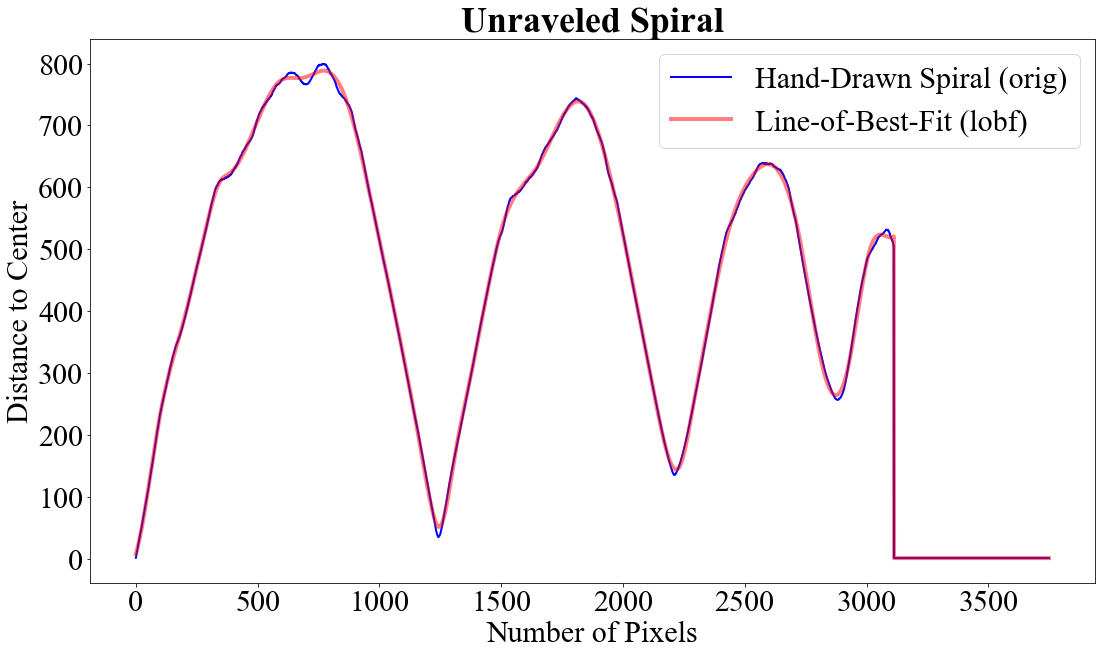 Unraveled Spiral
Hand-Drawn Spiral (orig)
Line-of-Best-Fit (lobf)
Distance to Center
800
700
600
500
400
300
200
100
0
0 500 1000 1500 2000 2500 3000 3500
Number of Pixels